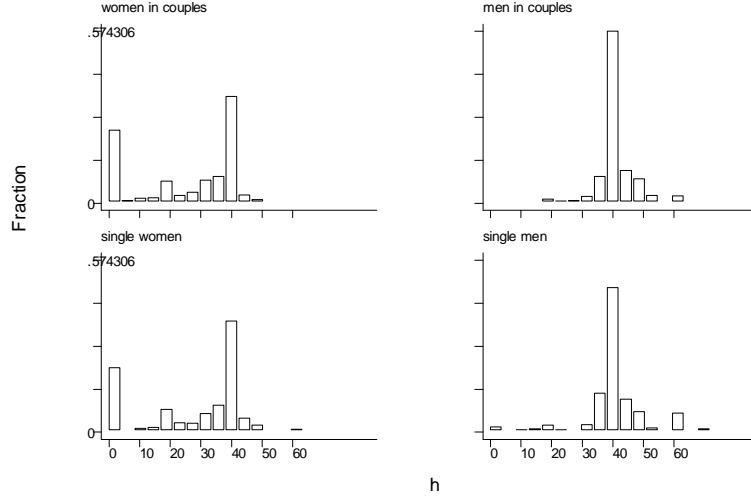 women in couples
men in couples
.574306
0
Fraction
single women
single men
.574306
0
0 10 20 30 40 50 60
0 10 20 30 40 50 60
h